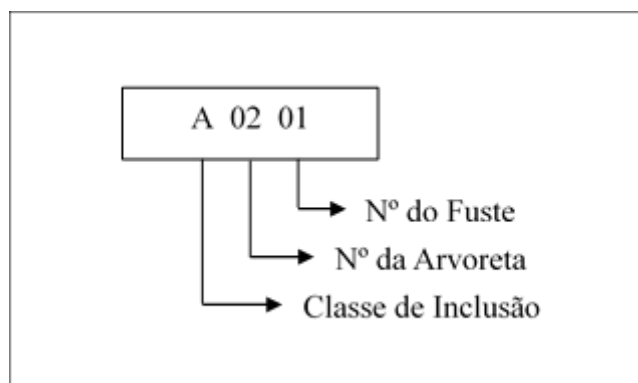 A 02 01
Nº do Fuste
Nº da Arvoreta
Classe de Inclusão